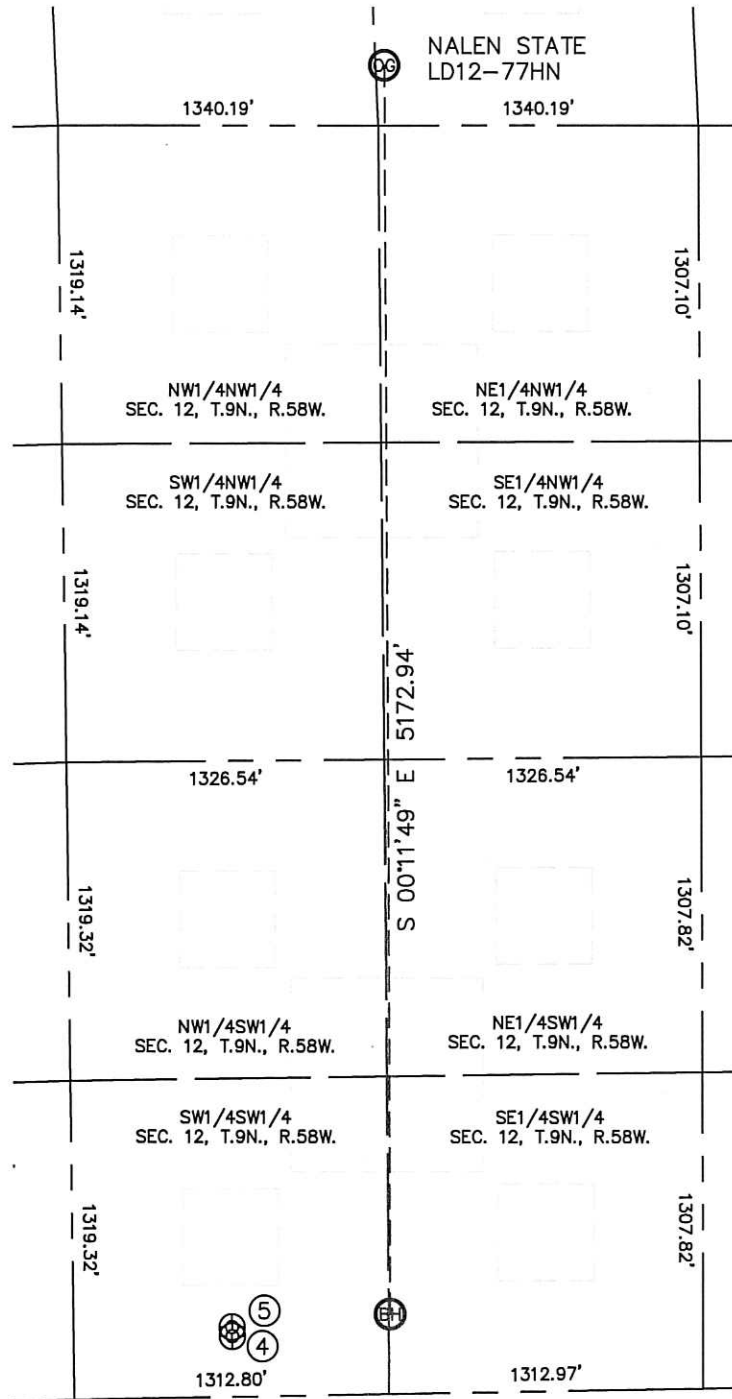 NALEN STATE
LD12-77HN
OG
1340.19'
1340.19'
1319.14'
1307.10'
NW1/4NW1/4
SEC. 12, T.9N., R.58W.
NE1/4NW1/4
SEC. 12, T.9N., R.58W.
SW1/4NW1/4
SEC. 12, T.9N., R.58W.
SE1/4NW1/4
SEC. 12, T.9N., R.58W.
1319.14'
1307.10'
S 00°11'49" E 5172.94'
1326.54'
1326.54'
1319.32'
1307.82'
NW1/4SW1/4
SEC. 12, T.9N., R.58W.
NE1/4SW1/4
SEC. 12, T.9N., R.58W.
SW1/4SW1/4
SEC. 12, T.9N., R.58W.
SE1/4SW1/4
SEC. 12, T.9N., R.58W.
1319.32'
1307.82'
5
BH
4
1312.80'
1312.97'